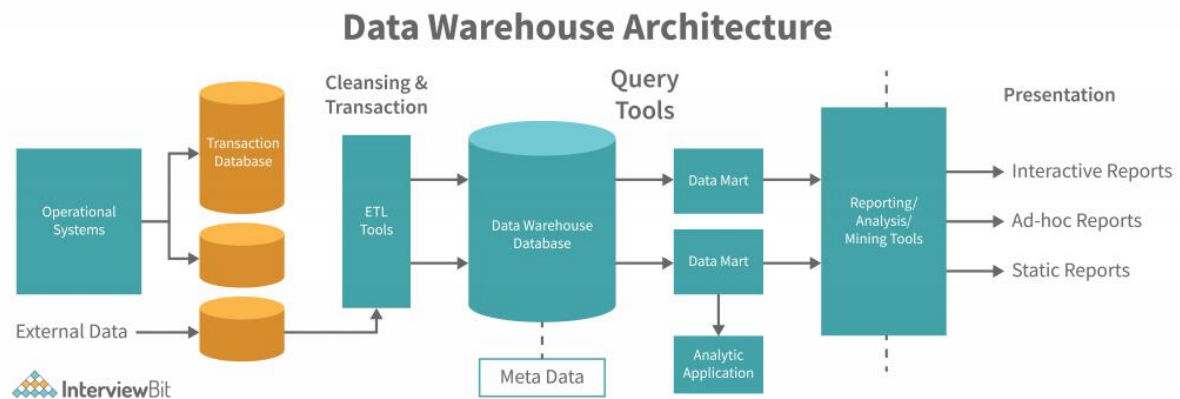 Data Warehouse Architecture
Cleansing &
Transaction
Query
Tools
Presentation
Transaction
Database
Operational
Systems
ETL
Tools
Data Warehouse
Database
Data Mart
Data Mart
Reporting/
Analysis/
Mining Tools
Interactive Reports
Ad-hoc Reports
Static Reports
External Data
Meta Data
Analytic
Application
InterviewBit